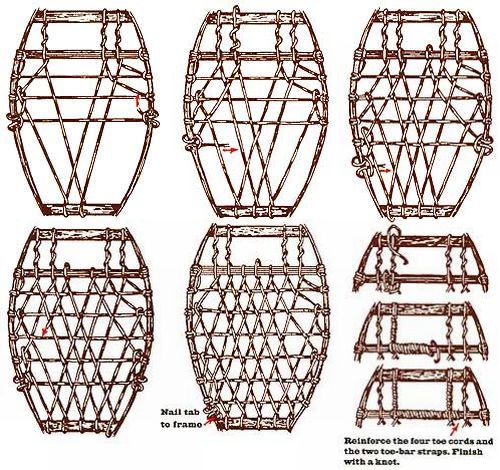 Nail tab
to frame
Reinforce the four toe cords and
the two toe-bar straps. Finish
with a knot.